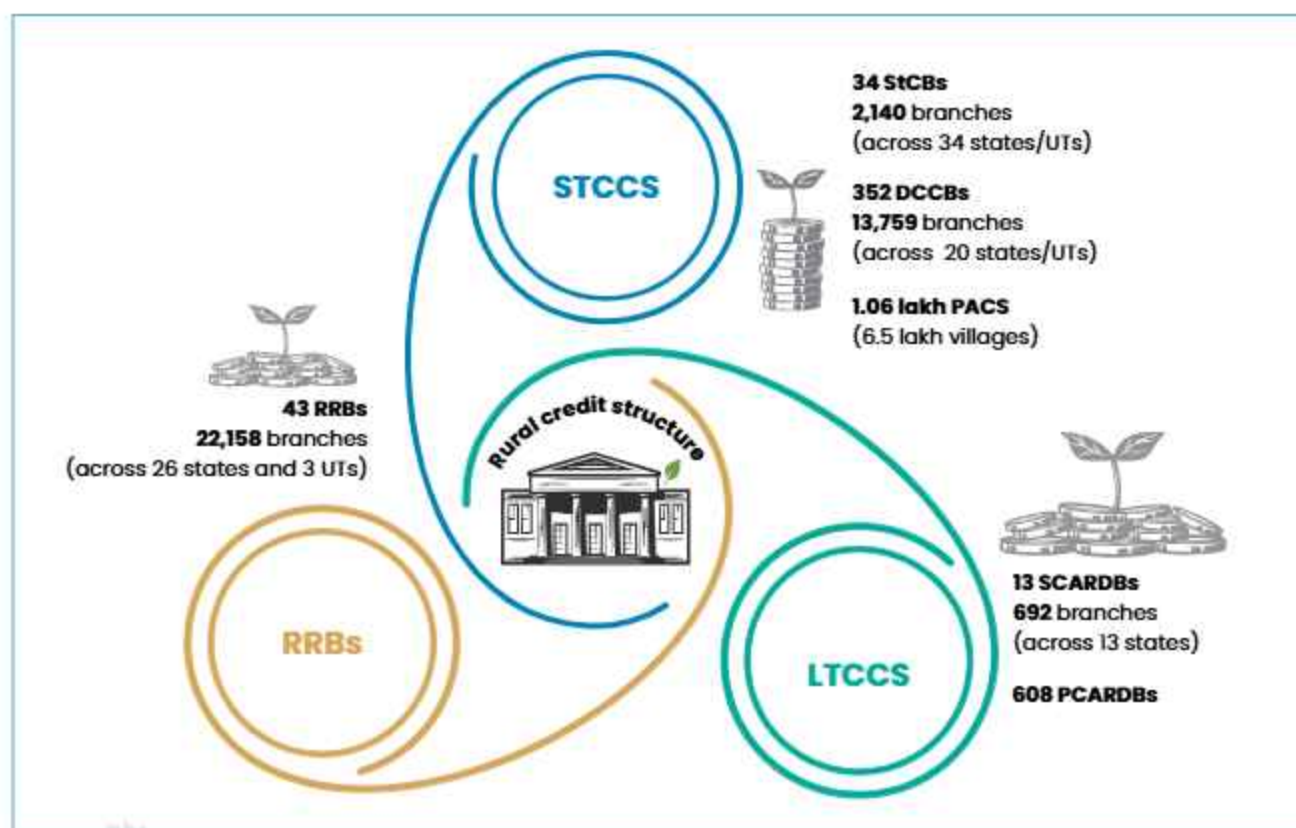 STCCS
34 StCBs
2,140 branches
(across 34 states/UTs)
352 DCCBs
13,759 branches
(across 20 states/UTs)
1.06 lakh PACS
(6.5 lakh villages)
43 RRBs
22,158 branches
(across 26 states and 3 UTs)
Rural credit structure
RRBs
LTCCS
13 SCARDBs
692 branches
(across 13 states)
608 PCARDBs